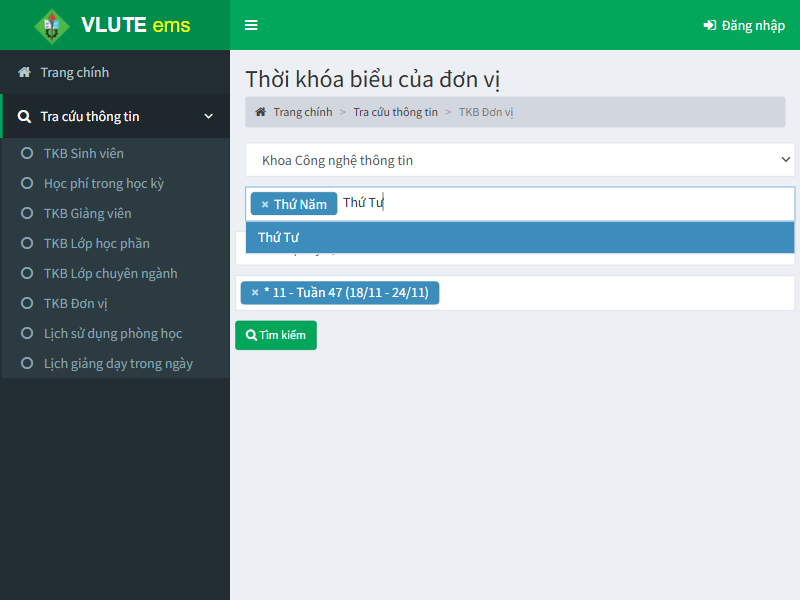 VLUTE ems
Đăng nhập
Trang chính
Tra cứu thông tin
TKB Sinh viên
Học phí trong học kỳ
TKB Giảng viên
TKB Lớp học phần
TKB Lớp chuyên ngành
TKB Đơn vị
Lịch sử dụng phòng học
Lịch giảng dạy trong ngày
Thời khóa biểu của đơn vị
Trang chính > Tra cứu thông tin > TKB Đơn vị
Khoa Công nghệ thông tin
× Thứ Năm Thứ Tư
Thứ Tư
× * 11 - Tuần 47 (18/11 - 24/11)
Tìm kiếm